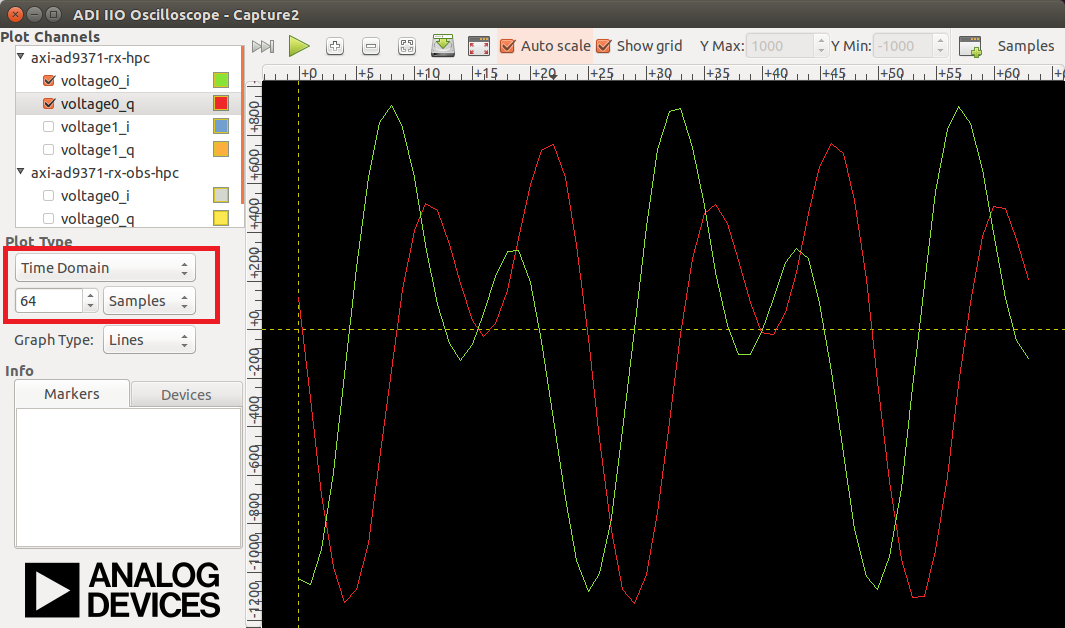 ADI IIO Oscilloscope - Capture2
Plot Channels
axi-ad9371-rx-hpc
voltage0_i
voltage0_q
voltage1_i
voltage1_q
axi-ad9371-rx-obs-hpc
voltage0_i
voltage0_q
Plot Type
Time Domain
64 Samples
Graph Type: Lines
Info
Markers Devices
ANALOG
DEVICES
Auto scale Show grid Y Max: 1000 Y Min: -1000 Samples
+0 +5 +10 +15 +20 +25 +30 +35 +40 +45 +50 +55 +60
+800
+600
+400
+200
+0
-200
-400
-600
-800
-1000
-1200